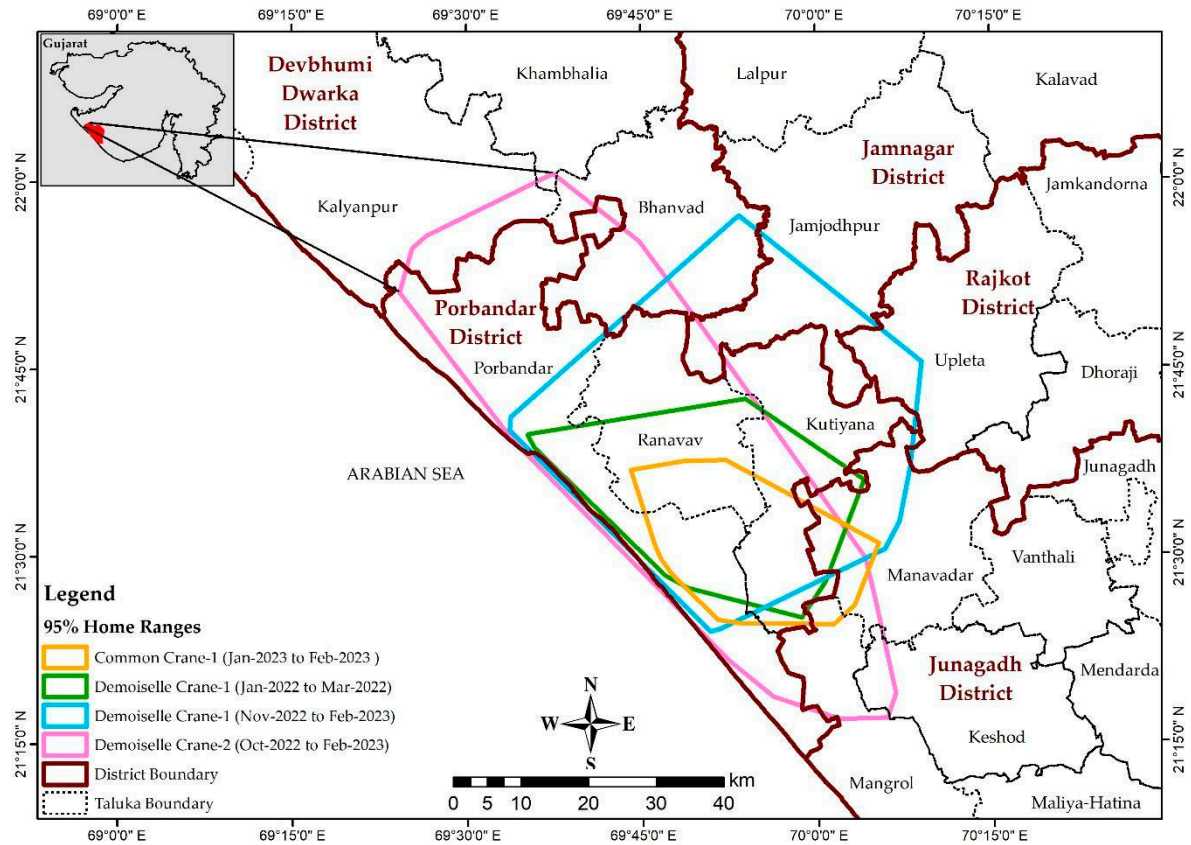 69°0'0" E
69°15'0" E
69°30'0" E
69°45'0" E
70°0'0" E
70°15'0" E
Gujarat
Devbhumi
Dwarka
District
Khambhalia
Lalpur
Kalavad
Jamnagar
District
22°0'0" N
22°0'0" N
Jamkandorna
Kalyanpur
Bhanvad
Jamjodhpur
Rajkot
District
Porbandar
District
21°45'0" N
21°45'0" N
Porbandar
Upleta
Dhoraji
Ranavav
Kutiyana
ARABIAN SEA
Junagadh
21°30'0" N
21°30'0" N
Vanthali
Manavadar
Legend
95% Home Ranges
Common Crane-1 (Jan-2023 to Feb-2023 )
Demoiselle Crane-1 (Jan-2022 to Mar-2022)
Demoiselle Crane-1 (Nov-2022 to Feb-2023)
Demoiselle Crane-2 (Oct-2022 to Feb-2023)
District Boundary
Taluka Boundary
Junagadh
District
Mendarda
N
W E
S
21°15'0" N
21°15'0" N
Keshod
km
0 5 10 20 30 40
Mangrol
Maliya-Hatina
69°0'0" E
69°15'0" E
69°30'0" E
69°45'0" E
70°0'0" E
70°15'0" E